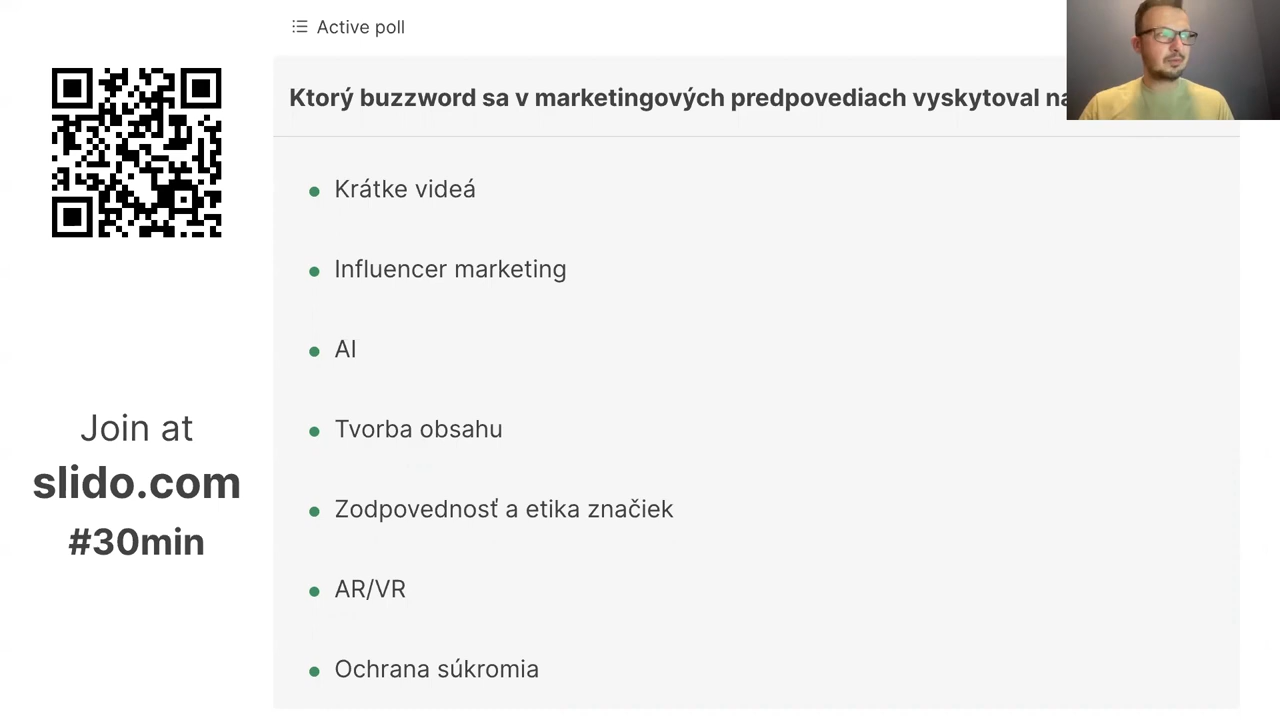 Active poll
Ktorý buzzword sa v marketingových predpovediach vyskytoval
Krátke videá
Influencer marketing
AI
Tvorba obsahu
Zodpovednosť a etika značiek
AR/VR
Ochrana súkromia
Join at
slido.com
#30min